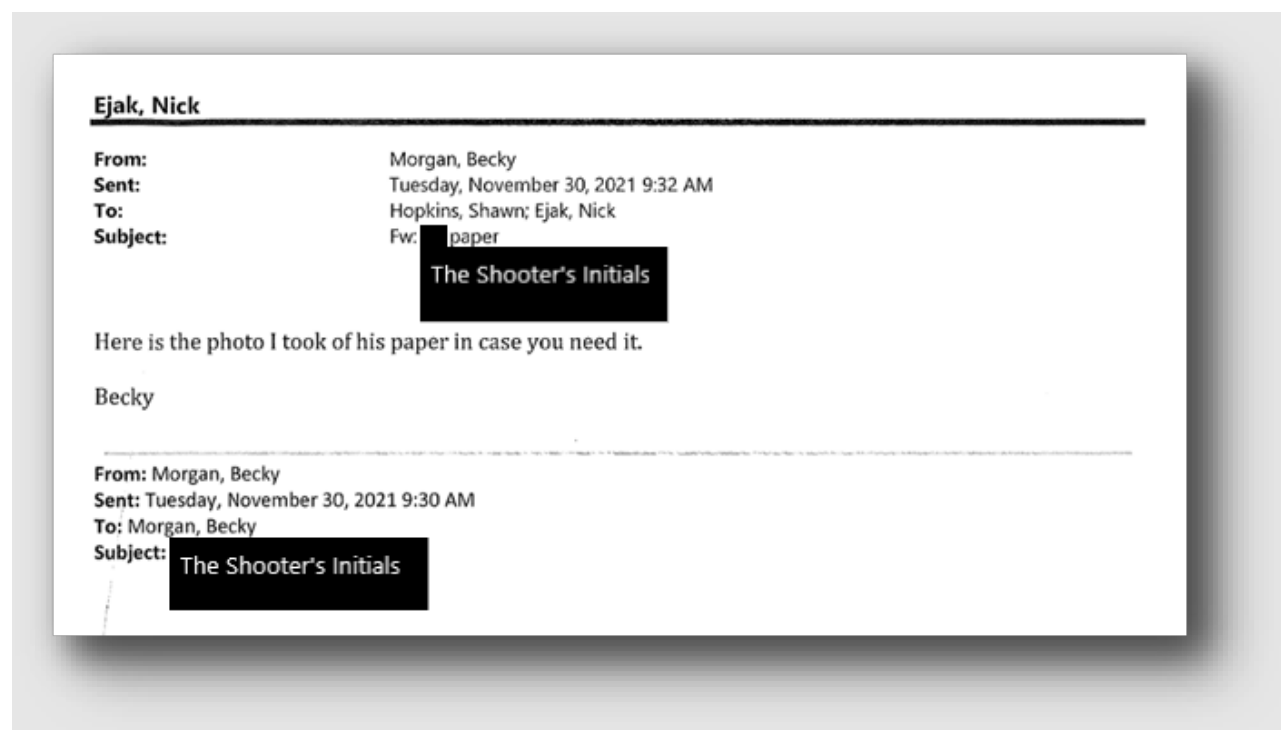 Ejak, Nick
From: Morgan, Becky
Sent: Tuesday, November 30, 2021 9:32 AM
To: Hopkins, Shawn; Ejak, Nick
Subject: Fw: paper
The Shooter's Initials
Here is the photo I took of his paper in case you need it.
Becky
From: Morgan, Becky
Sent: Tuesday, November 30, 2021 9:30 AM
To: Morgan, Becky
Subject:
The Shooter's Initials